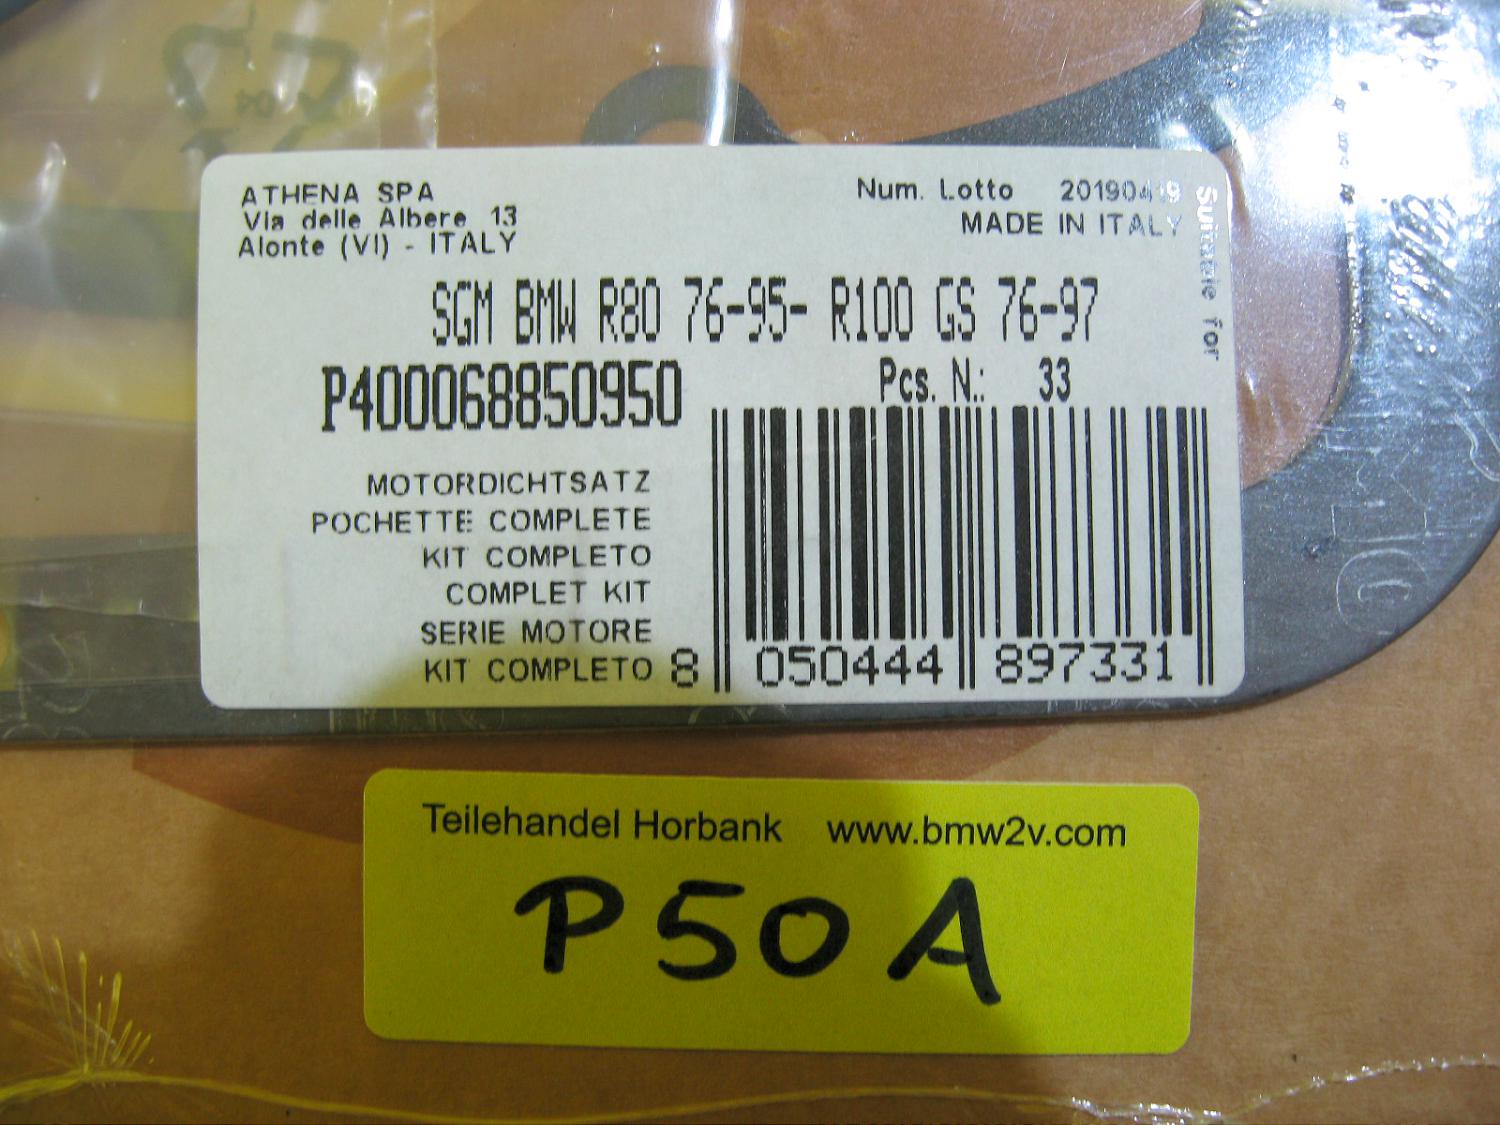 ATHENA SPA
Via delle Albere 13
Alonte (VI) - ITALY
Num. Lotto
MADE IN ITALY
Suitable for
SGM BMW R80 76-95- R100 GS 76-97
P400068850950
Pcs. N.: 33
MOTORDICHTSATZ
POCHETTE COMPLETE
KIT COMPLETO
COMPLET KIT
SERIE MOTORE
KIT COMPLETO
8 050444 897331
Teilehandel Horbank www.bmw2v.com
P50A